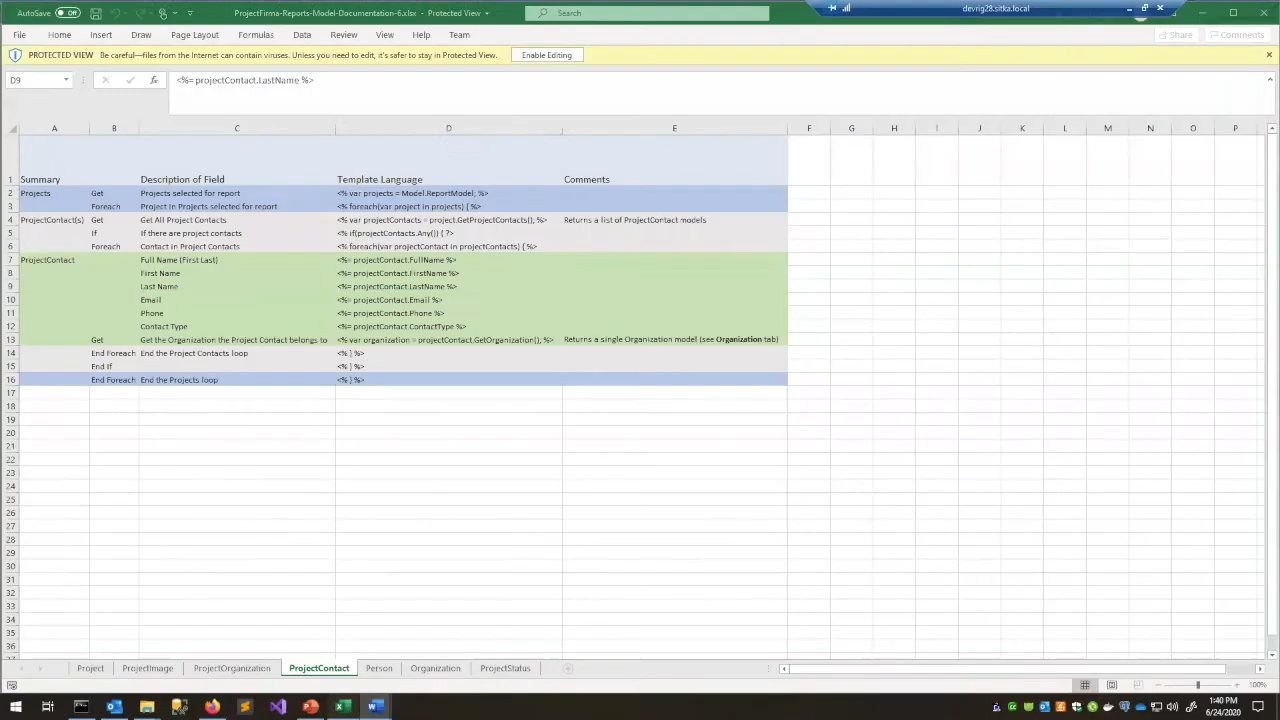 AutoSave Off ProjectFirma-Reports-Model-Documentation-6.xlsx - Protected View Search devrig28.sitka.local
File Home Insert Draw Page Layout Formulas Data Review View Help Team Share Comments
PROTECTED VIEW Be careful—files from the Internet can contain viruses. Unless you need to edit, it's safer to stay in Protected View. Enable Editing
D9 fx <%= projectContact.LastName %>
A B C D E F G H I J K L M N O P
1 Summary Description of Field Template Language Comments
2 Projects Get Projects selected for report <% var projects = Model.ReportModel; %>
3 Foreach Project in Projects selected for report <% foreach(var project in projects) { %>
4 ProjectContact(s) Get Get All Project Contacts <% var projectContacts = project.GetProjectContacts(); %> Returns a list of ProjectContact models
5 If If there are project contacts <% if(projectContacts.Any()) { ?>
6 Foreach Contact in Project Contacts <% foreach(var projectContact in projectContacts) { %>
7 ProjectContact Full Name (First Last) <%= projectContact.FullName %>
8 First Name <%= projectContact.FirstName %>
9 Last Name <%= projectContact.LastName %>
10 Email <%= projectContact.Email %>
11 Phone <%= projectContact.Phone %>
12 Contact Type <%= projectContact.ContactType %>
13 Get Get the Organization the Project Contact belongs to <% var organization = projectContact.GetOrganization(); %> Returns a single Organization model (see Organization tab)
14 End Foreach End the Project Contacts loop <% } %>
15 End If <% } %>
16 End Foreach End the Projects loop <% } %>
17
18
19
20
21
22
23
24
25
26
27
28
29
30
31
32
33
34
35
36
Project ProjectImage ProjectOrganization ProjectContact Person Organization ProjectStatus
100%
1:40 PM
6/24/2020